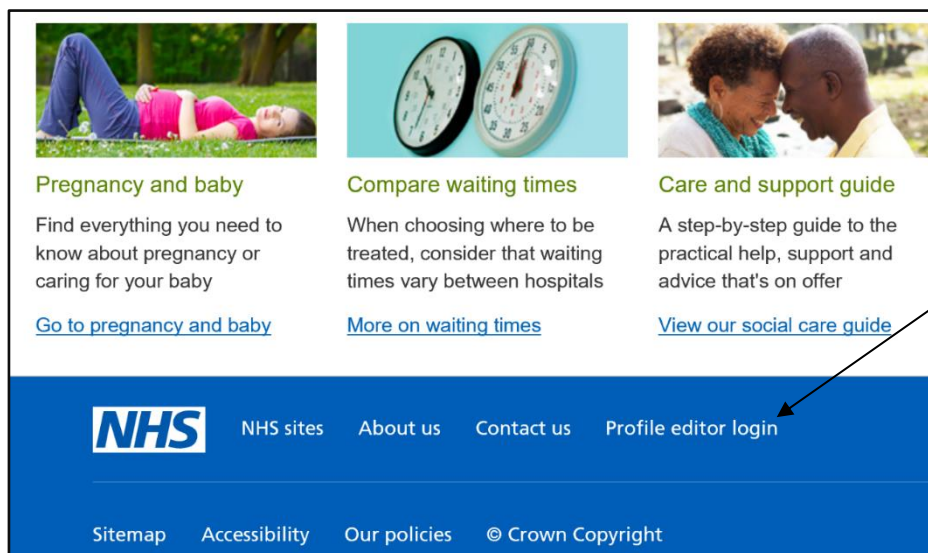 Pregnancy and baby
Find everything you need to
know about pregnancy or
caring for your baby
Go to pregnancy and baby
Compare waiting times
When choosing where to be
treated, consider that waiting
times vary between hospitals
More on waiting times
Care and support guide
A step-by-step guide to the
practical help, support and
advice that's on offer
View our social care guide
NHS NHS sites About us Contact us Profile editor login
Sitemap Accessibility Our policies © Crown Copyright